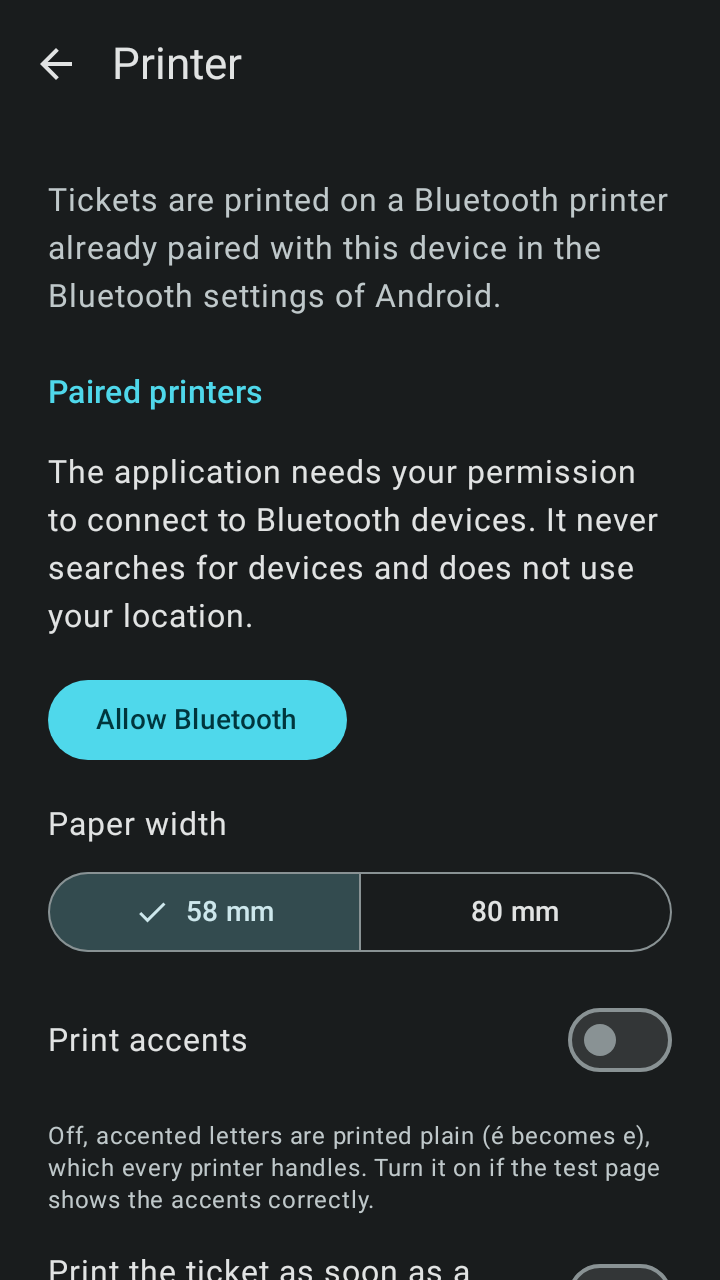 Printer
Tickets are printed on a Bluetooth printer
already paired with this device in the
Bluetooth settings of Android.
Paired printers
The application needs your permission
to connect to Bluetooth devices. It never
searches for devices and does not use
your location.
Allow Bluetooth
Paper width
58 mm
80 mm
Print accents
Off, accented letters are printed plain (é becomes e),
which every printer handles. Turn it on if the test page
shows the accents correctly.
Print the ticket as soon as a